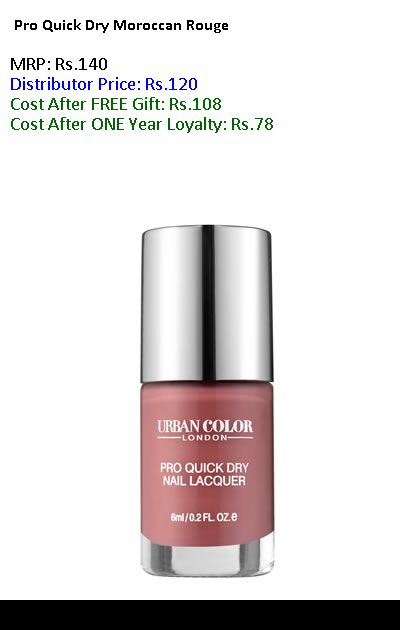 Pro Quick Dry Moroccan Rouge
MRP: Rs.140
Distributor Price: Rs.120
Cost After FREE Gift: Rs.108
Cost After ONE Year Loyalty: Rs.78
URBAN COLOR
LONDON
PRO QUICK DRY
NAIL LACQUER
6ml/0.2 FL. OZ.e